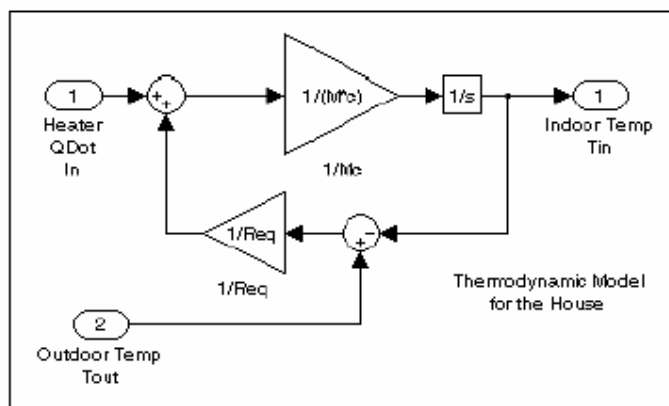 1
Heater
QDot
In
+
+
1/(M*c)
1/Mc
1/s
1
Indoor Temp
Tin
1/Req
1/Req
+
−
Thermodynamic Model
for the House
2
Outdoor Temp
Tout